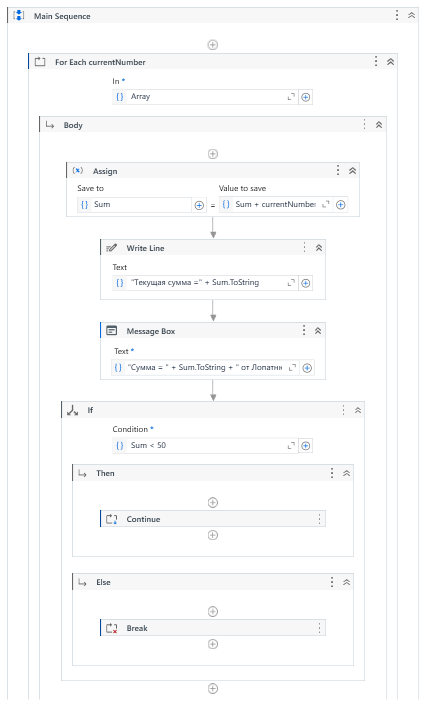 Main Sequence
For Each currentNumber
In *
Array
Body
Assign
Save to
Value to save
Sum
=
Sum + currentNumber
Write Line
Text
"Текущая сумма =" + Sum.ToString
Message Box
Text *
"Сумма = " + Sum.ToString + " от Лопатни
If
Condition *
Sum < 50
Then
Continue
Else
Break